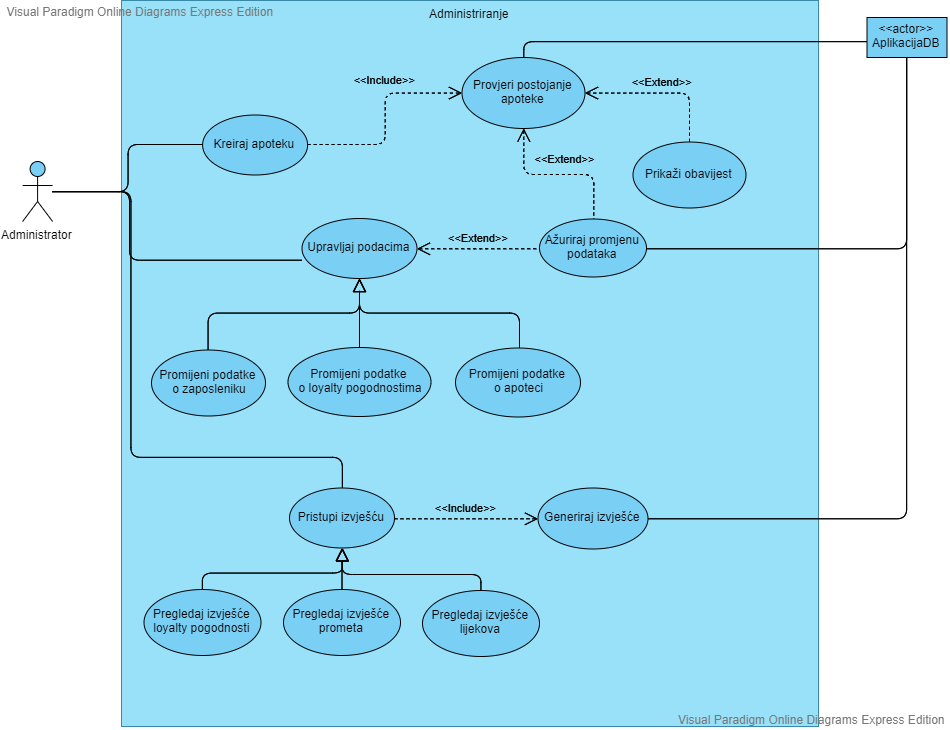 Visual Paradigm Online Diagrams Express Edition
Administriranje
<<actor>>
AplikacijaDB
<<Include>>
Provjeri postojanje
apoteke
<<Extend>>
Kreiraj apoteku
<<Extend>>
Prikaži obavijest
Administrator
Upravljaj podacima
<<Extend>>
Ažuriraj promjenu
podataka
Promijeni podatke
o zaposleniku
Promijeni podatke
o loyalty pogodnostima
Promijeni podatke
o apoteci
Pristupi izvješću
<<Include>>
Generiraj izvješće
Pregledaj izvješće
loyalty pogodnosti
Pregledaj izvješće
prometa
Pregledaj izvješće
lijekova
Visual Paradigm Online Diagrams Express Edition